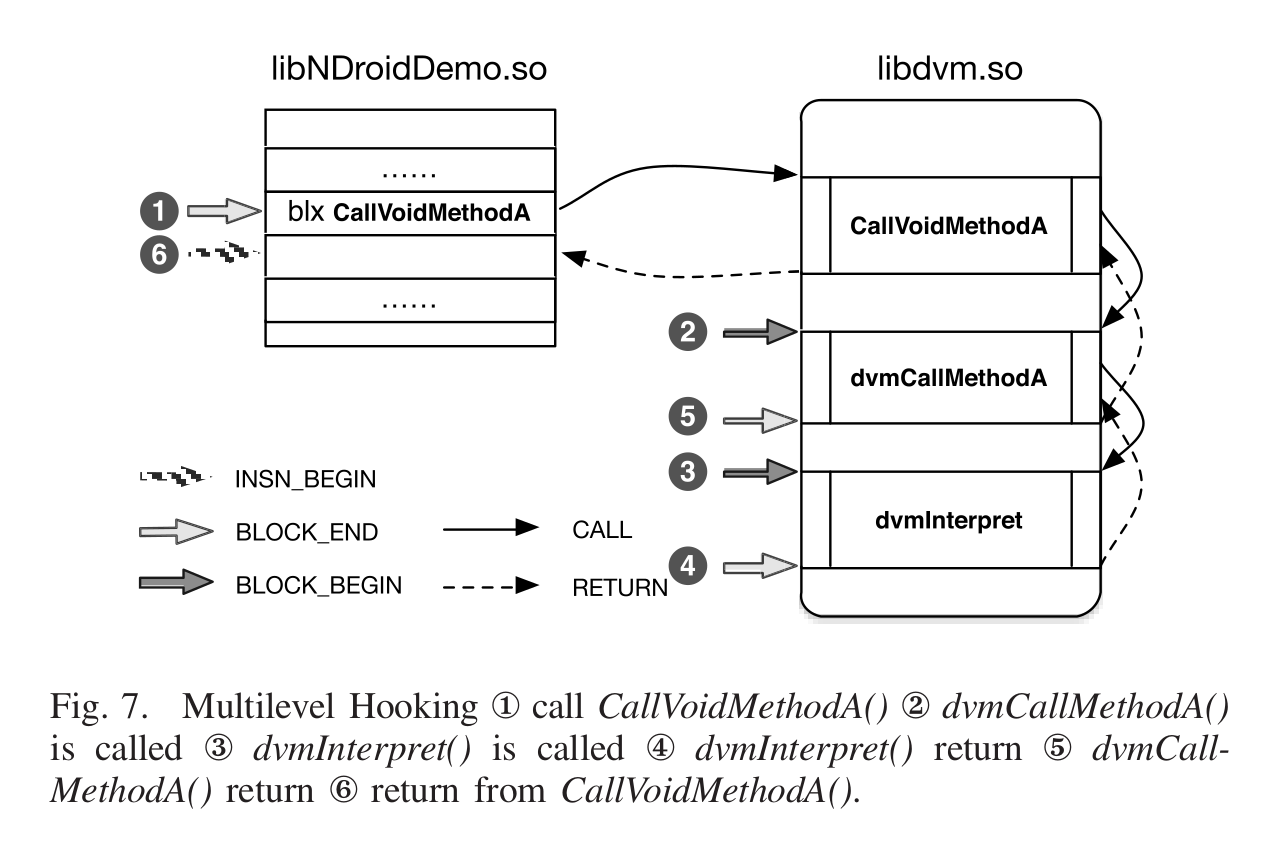 libNDroidDemo.so
libdvm.so
......
1
blx CallVoidMethodA
CallVoidMethodA
6
......
2
dvmCallMethodA
5
3
INSN_BEGIN
dvmInterpret
BLOCK_END
CALL
4
BLOCK_BEGIN
RETURN
Fig. 7. Multilevel Hooking ① call CallVoidMethodA() ② dvmCallMethodA()
is called ③ dvmInterpret() is called ④ dvmInterpret() return ⑤ dvmCall-
MethodA() return ⑥ return from CallVoidMethodA().